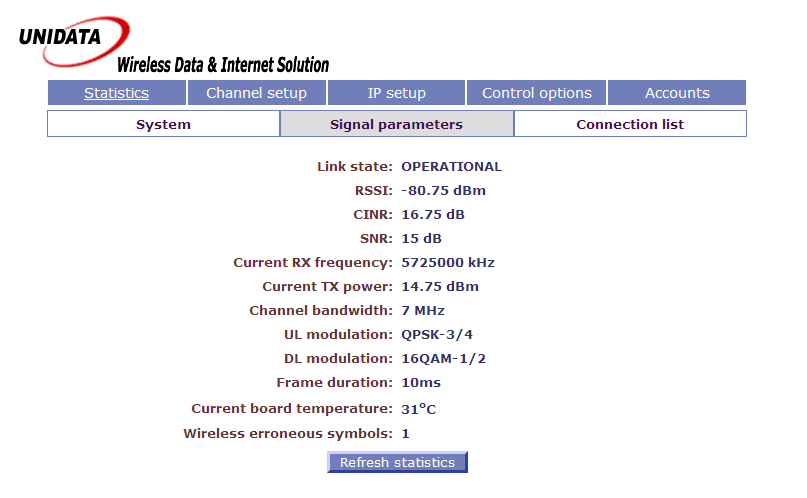 UNIDATA
Wireless Data & Internet Solution
Statistics Channel setup IP setup Control options Accounts
System Signal parameters Connection list
Link state: OPERATIONAL
RSSI: -80.75 dBm
CINR: 16.75 dB
SNR: 15 dB
Current RX frequency: 5725000 kHz
Current TX power: 14.75 dBm
Channel bandwidth: 7 MHz
UL modulation: QPSK-3/4
DL modulation: 16QAM-1/2
Frame duration: 10ms
Current board temperature: 31°C
Wireless erroneous symbols: 1
Refresh statistics